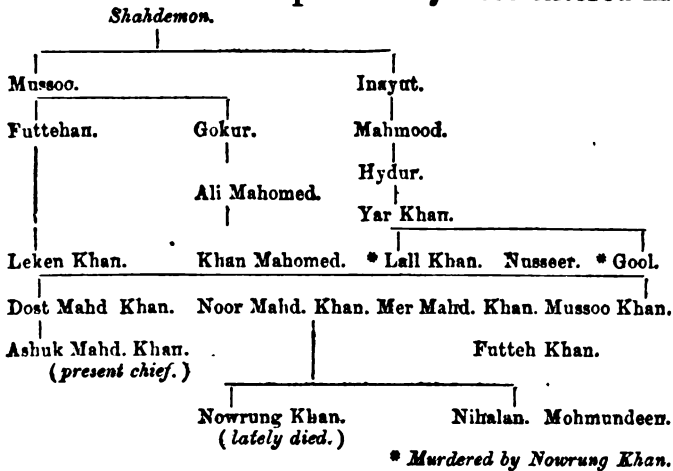 Shahdemon.
Mussoo. Inayut.
Futtehan. Gokur. Mahmood.
Hydur.
Ali Mahomed.
Yar Khan.
Leken Khan. Khan Mahomed. * Lall Khan. Nusseer. * Gool.
Dost Mahd Khan. Noor Mahd. Khan. Mer Mahd. Khan. Mussoo Khan.
Ashuk Mahd. Khan. Futteh Khan.
(present chief.)
Nowrung Khan. Nihalan. Mohmundeen.
(lately died.)
* Murdered by Nowrung Khan.